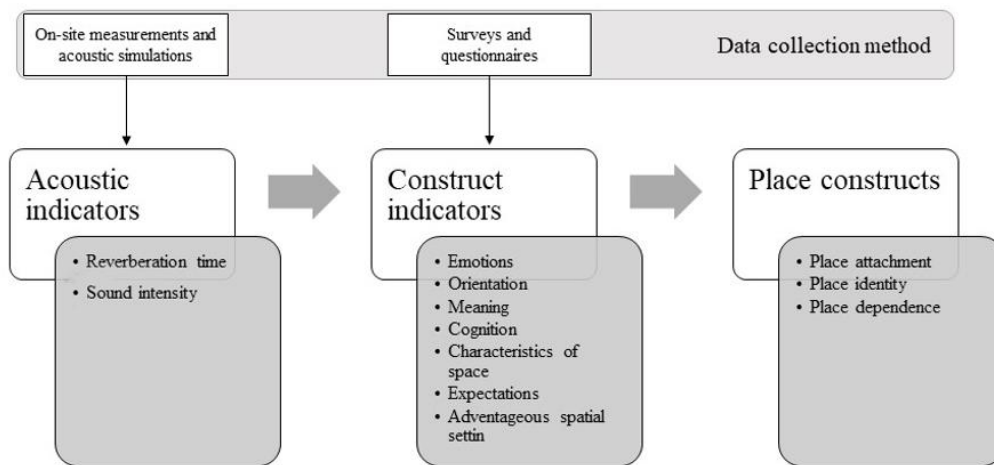 On-site measurements and
acoustic simulations
Surveys and
questionnaires
Data collection method
Acoustic
indicators
• Reverberation time
• Sound intensity
Construct
indicators
• Emotions
• Orientation
• Meaning
• Cognition
• Characteristics of
space
• Expectations
• Adventageous spatial
settin
Place constructs
• Place attachment
• Place identity
• Place dependence